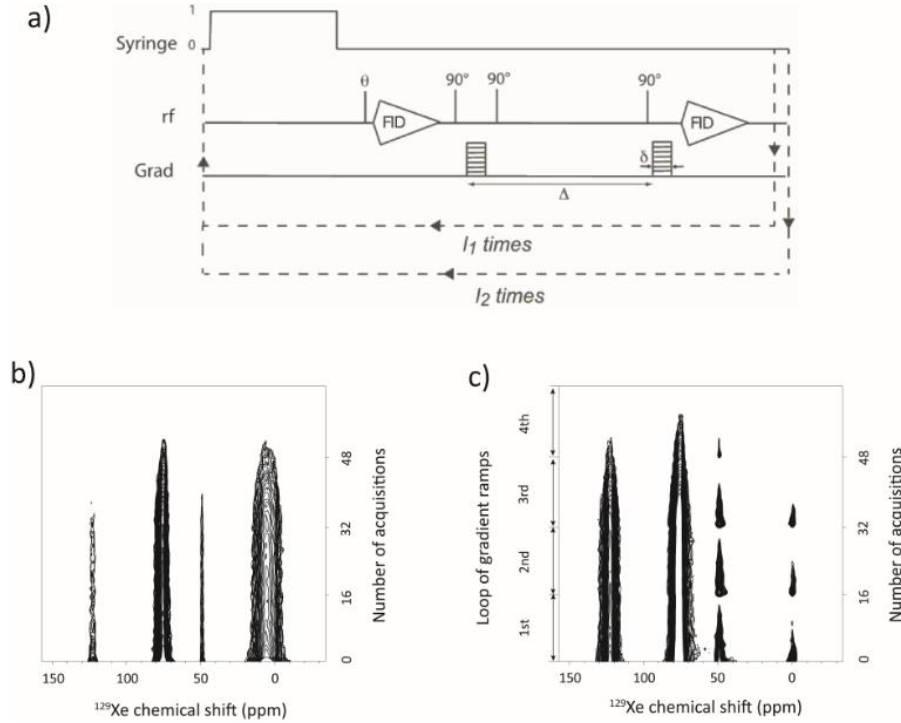 a)
1
Syringe 0
θ 90° 90° 90°
rf FID FID
Grad δ
Δ
I1 times
I2 times
b) c)
Number of acquisitions
48
32
16
0
150 100 50 0
129Xe chemical shift (ppm)
Loop of gradient ramps
4th
3rd
2nd
1st
Number of acquisitions
48
32
16
0
150 100 50 0
129Xe chemical shift (ppm)